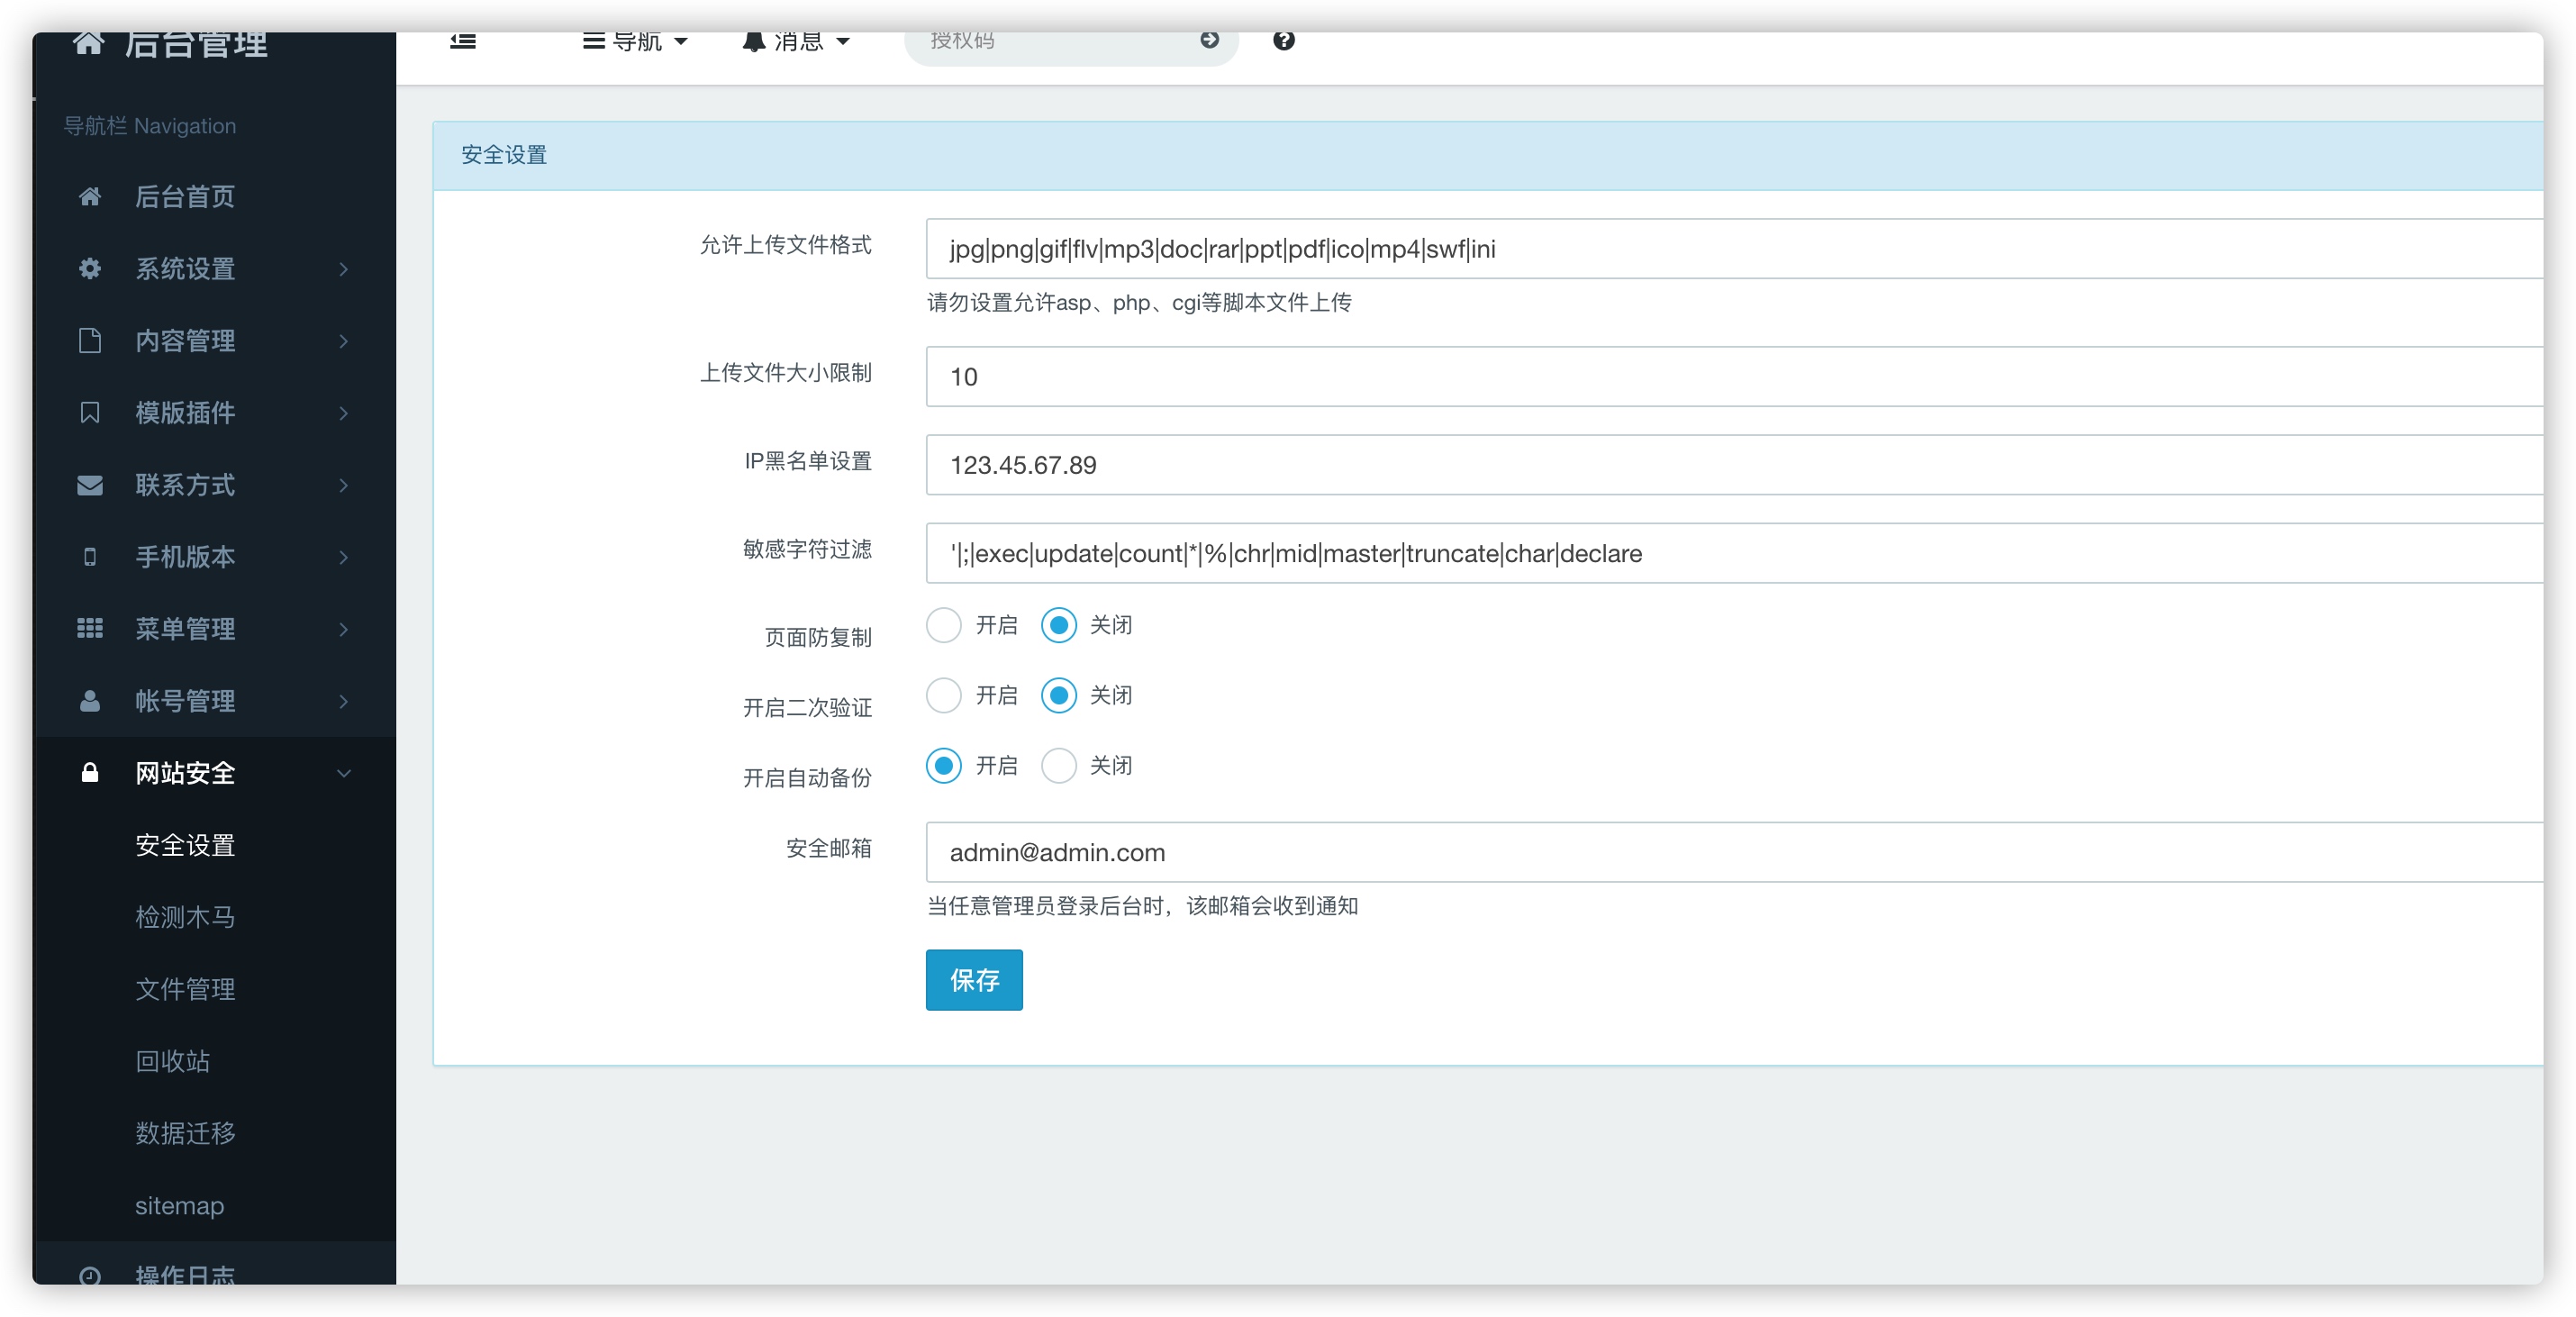 后台管理
导航
消息
授权码
导航栏 Navigation
后台首页
系统设置
内容管理
模版插件
联系方式
手机版本
菜单管理
帐号管理
网站安全
安全设置
检测木马
文件管理
回收站
数据迁移
sitemap
操作日志
安全设置
允许上传文件格式
jpg|png|gif|flv|mp3|doc|rar|ppt|pdf|ico|mp4|swf|ini
请勿设置允许asp、php、cgi等脚本文件上传
上传文件大小限制
10
IP黑名单设置
123.45.67.89
敏感字符过滤
'|;|exec|update|count|*|%|chr|mid|master|truncate|char|declare
页面防复制
开启 关闭
开启二次验证
开启 关闭
开启自动备份
开启 关闭
安全邮箱
admin@admin.com
当任意管理员登录后台时，该邮箱会收到通知
保存